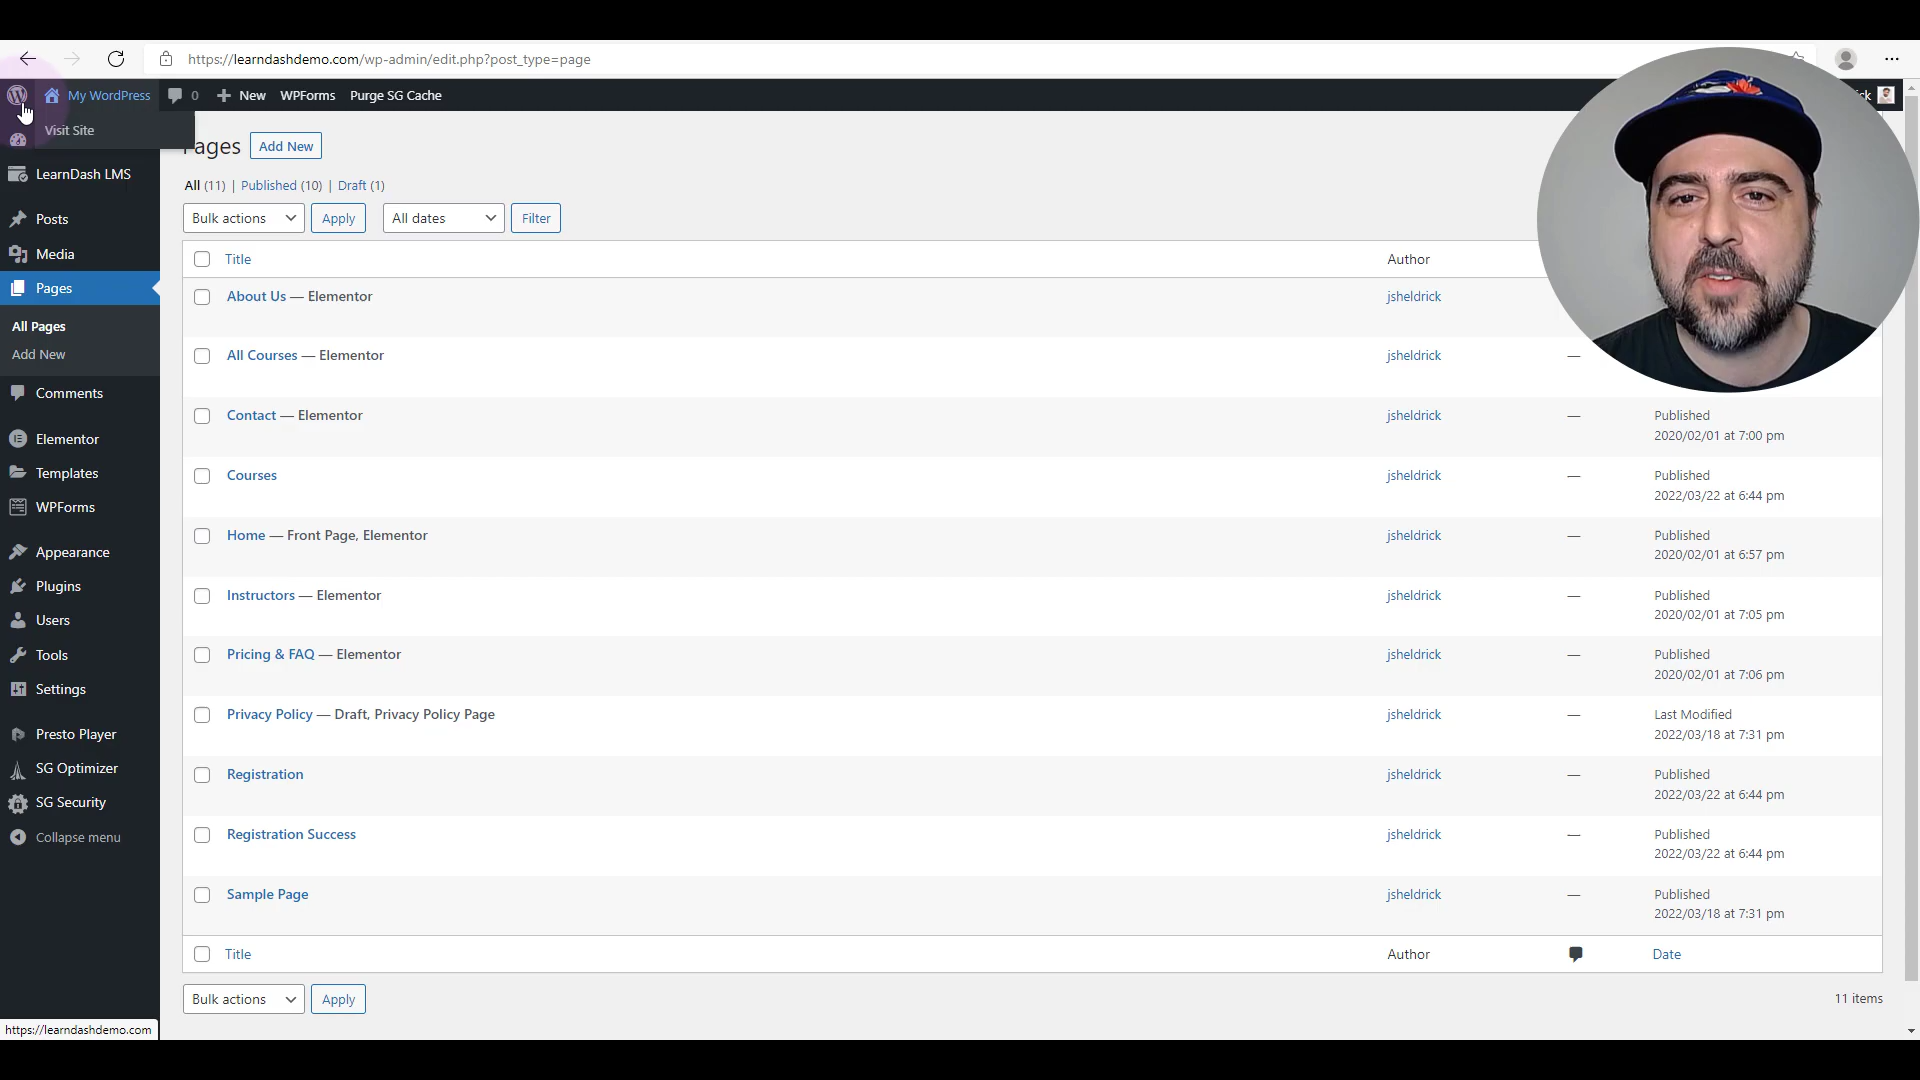 https://learndashdemo.com/wp-admin/edit.php?post_type=page
My WordPress 0 New WPForms Purge SG Cache ck
Visit Site
LearnDash LMS
Posts
Media
Pages
All Pages
Add New
Comments
Elementor
Templates
WPForms
Appearance
Plugins
Users
Tools
Settings
Presto Player
SG Optimizer
SG Security
Collapse menu
https://learndashdemo.com
ages Add New
All (11) | Published (10) | Draft (1)
Bulk actions Apply All dates Filter
Title Author
About Us — Elementor jsheldrick
All Courses — Elementor jsheldrick —
Contact — Elementor jsheldrick — Published
2020/02/01 at 7:00 pm
Courses jsheldrick — Published
2022/03/22 at 6:44 pm
Home — Front Page, Elementor jsheldrick — Published
2020/02/01 at 6:57 pm
Instructors — Elementor jsheldrick — Published
2020/02/01 at 7:05 pm
Pricing & FAQ — Elementor jsheldrick — Published
2020/02/01 at 7:06 pm
Privacy Policy — Draft, Privacy Policy Page jsheldrick — Last Modified
2022/03/18 at 7:31 pm
Registration jsheldrick — Published
2022/03/22 at 6:44 pm
Registration Success jsheldrick — Published
2022/03/22 at 6:44 pm
Sample Page jsheldrick — Published
2022/03/18 at 7:31 pm
Title Author Date
Bulk actions Apply 11 items